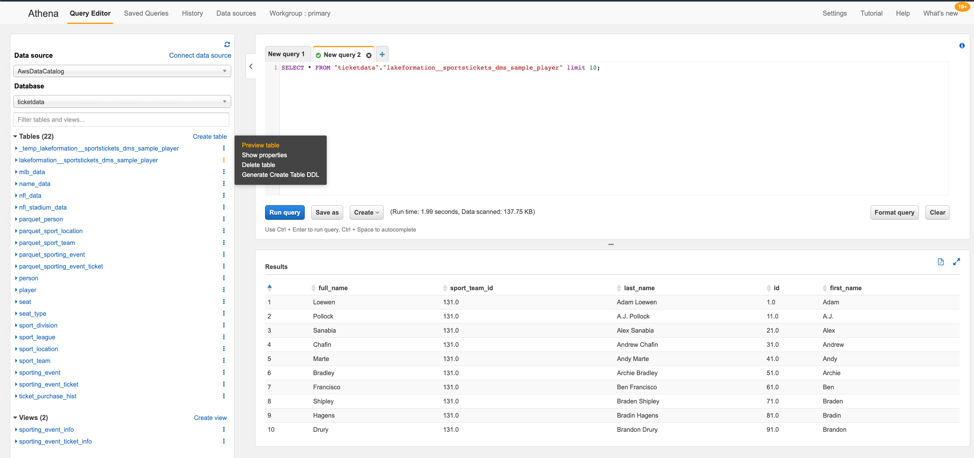 Athena Query Editor Saved Queries History Data sources Workgroup : primary Settings Tutorial Help What's new 10+
Data source Connect data source
AwsDataCatalog
Database
ticketdata
Filter tables and views...
Tables (22) Create table
_temp_lakeformation__sportstickets_dms_sample_player
lakeformation__sportstickets_dms_sample_player
mlb_data
name_data
nfl_data
nfl_stadium_data
parquet_person
parquet_sport_location
parquet_sport_team
parquet_sporting_event
parquet_sporting_event_ticket
person
player
seat
seat_type
sport_division
sport_league
sport_location
sport_team
sporting_event
sporting_event_ticket
ticket_purchase_hist
Views (2) Create view
sporting_event_info
sporting_event_ticket_info
Preview table
Show properties
Delete table
Generate Create Table DDL
New query 1 New query 2 +
1 SELECT * FROM "ticketdata"."lakeformation__sportstickets_dms_sample_player" limit 10;
Run query Save as Create (Run time: 1.99 seconds, Data scanned: 137.75 KB) Format query Clear
Use Ctrl + Enter to run query, Ctrl + Space to autocomplete
Results
full_name sport_team_id last_name id first_name
1 Loewen 131.0 Adam Loewen 1.0 Adam
2 Pollock 131.0 A.J. Pollock 11.0 A.J.
3 Sanabia 131.0 Alex Sanabia 21.0 Alex
4 Chafin 131.0 Andrew Chafin 31.0 Andrew
5 Marte 131.0 Andy Marte 41.0 Andy
6 Bradley 131.0 Archie Bradley 51.0 Archie
7 Francisco 131.0 Ben Francisco 61.0 Ben
8 Shipley 131.0 Braden Shipley 71.0 Braden
9 Hagens 131.0 Bradin Hagens 81.0 Bradin
10 Drury 131.0 Brandon Drury 91.0 Brandon